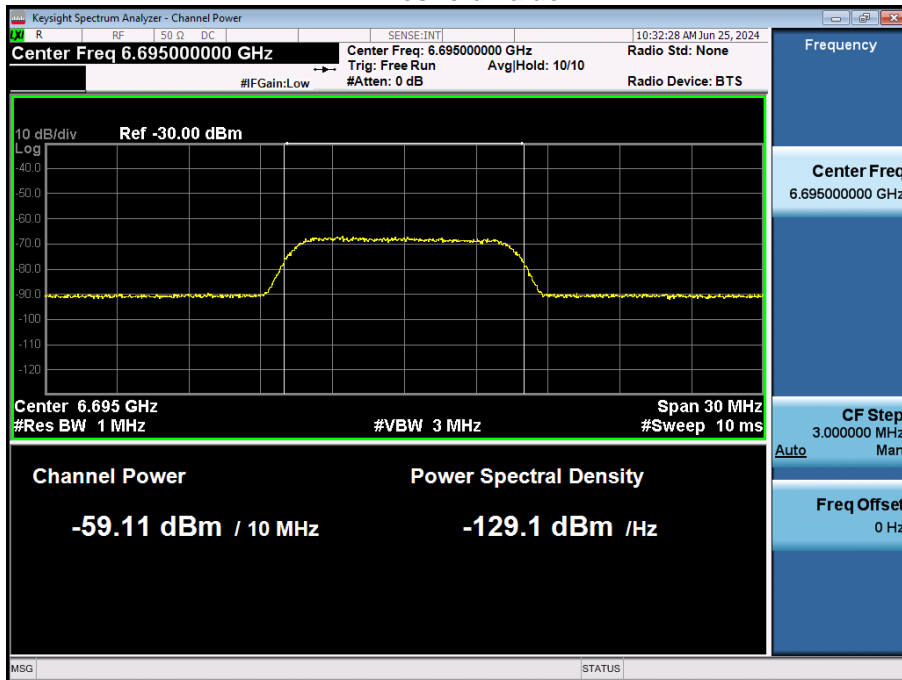 Keysight Spectrum Analyzer - Channel Power
LXI R RF 50 Ω DC SENSE:INT 10:32:28 AM Jun 25, 2024
Center Freq 6.695000000 GHz
Center Freq: 6.695000000 GHz
Radio Std: None
Trig: Free Run Avg|Hold: 10/10
#IFGain:Low
#Atten: 0 dB
Radio Device: BTS
10 dB/div Ref -30.00 dBm
Log
-40.0
-50.0
-60.0
-70.0
-80.0
-90.0
-100
-110
-120
Center 6.695 GHz Span 30 MHz
#Res BW 1 MHz #VBW 3 MHz #Sweep 10 ms
Channel Power Power Spectral Density
-59.11 dBm / 10 MHz -129.1 dBm /Hz
MSG STATUS
Frequency
Center Freq
6.695000000 GHz
CF Step
3.000000 MHz
Auto Man
Freq Offset
0 Hz